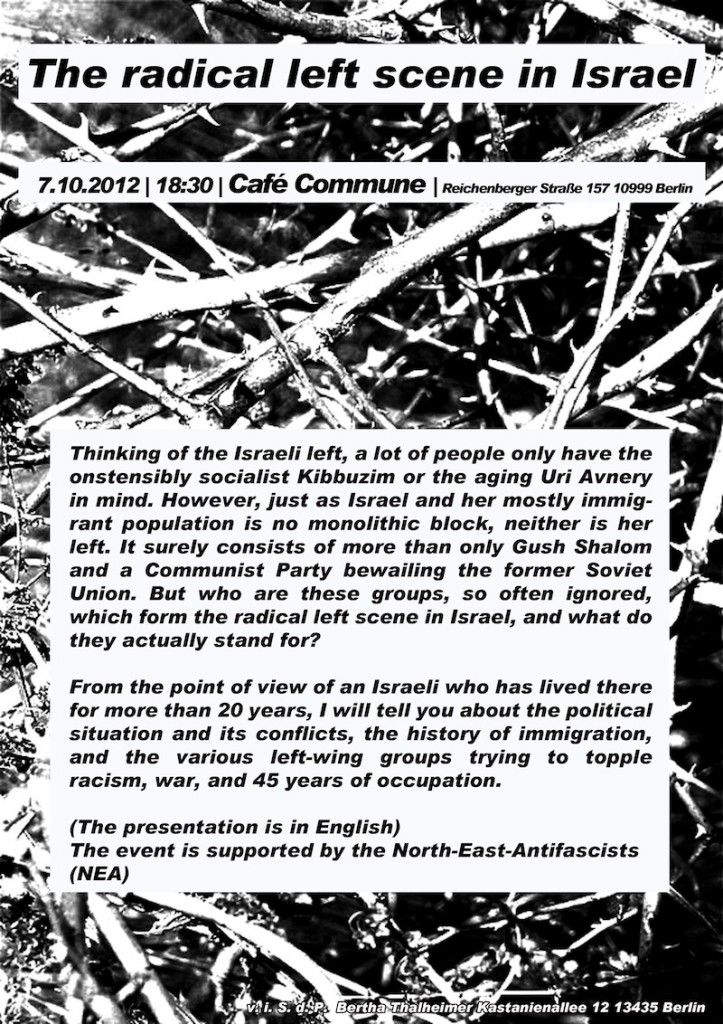 The radical left scene in Israel
7.10.2012 | 18:30 | Café Commune | Reichenberger Straße 157 10999 Berlin
Thinking of the Israeli left, a lot of people only have the
onstensibly socialist Kibbuzim or the aging Uri Avnery
in mind. However, just as Israel and her mostly immig-
rant population is no monolithic block, neither is her
left. It surely consists of more than only Gush Shalom
and a Communist Party bewailing the former Soviet
Union. But who are these groups, so often ignored,
which form the radical left scene in Israel, and what do
they actually stand for?
From the point of view of an Israeli who has lived there
for more than 20 years, I will tell you about the political
situation and its conflicts, the history of immigration,
and the various left-wing groups trying to topple
racism, war, and 45 years of occupation.
(The presentation is in English)
The event is supported by the North-East-Antifascists
(NEA)
v. i. S. d. P. Bertha Thalheimer Kastanienallee 12 13435 Berlin